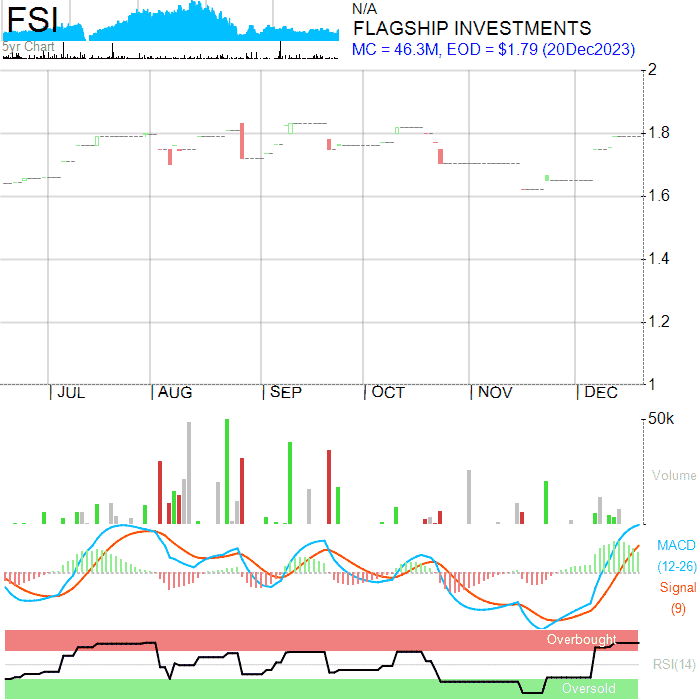 FSI
5yr Chart
N/A
FLAGSHIP INVESTMENTS
MC = 46.3M, EOD = $1.79 (20Dec2023)
2
1.8
1.6
1.4
1.2
1
JUL AUG SEP OCT NOV DEC
50k
Volume
MACD
(12-26)
Signal
(9)
Overbought
RSI(14)
Oversold